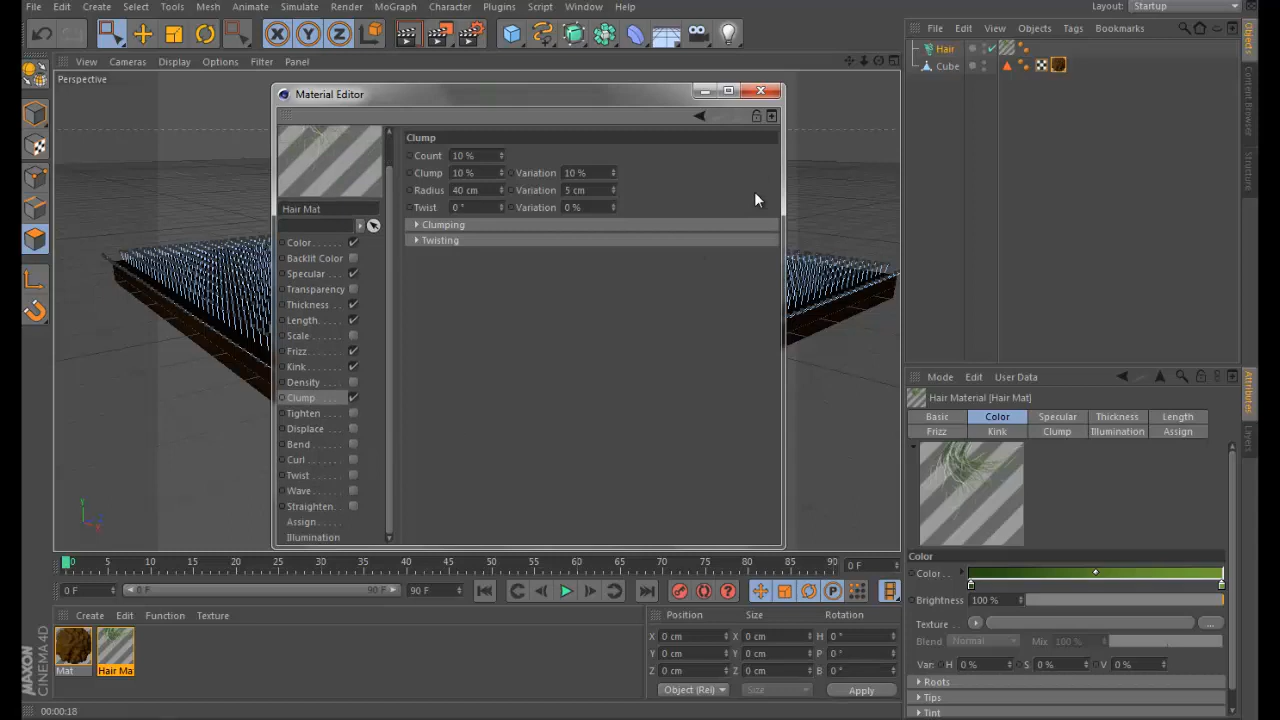 File Edit Create Select Tools Mesh Animate Simulate Render MoGraph Character Plugins Script Window Help Layout: Startup
File Edit View Objects Tags Bookmarks
View Cameras Display Options Filter Panel
Perspective
Hair
Cube
Objects
Content Browser
Structure
Material Editor
Clump
Count 10 %
Clump 10 % Variation 10 %
Radius 40 cm Variation 5 cm
Twist 0 ° Variation 0 %
Clumping
Twisting
Hair Mat
Color
Backlit Color
Specular
Transparency
Thickness
Length
Scale
Frizz
Kink
Density
Clump
Tighten
Displace
Bend
Curl
Twist
Wave
Straighten
Assign
Illumination
Mode Edit User Data
Hair Material [Hair Mat]
Basic Color Specular Thickness Length
Frizz Kink Clump Illumination Assign
Attributes
Layers
Color
Color
Brightness 100 %
Texture ...
Blend Normal Mix 100 %
Var: H 0 % S 0 % V 0 %
Roots
Tips
Tint
Y
X
Z
0 5 10 15 20 25 30 35 40 45 50 55 60 65 70 75 80 85 90 0 F
0 F 0 F 90 F 90 F
Create Edit Function Texture
Mat Hair Ma
Position Size Rotation
X 0 cm X 0 cm H 0 °
Y 0 cm Y 0 cm P 0 °
Z 0 cm Z 0 cm B 0 °
Object (Rel) Size Apply
MAXON
CINEMA 4D
00:00:18